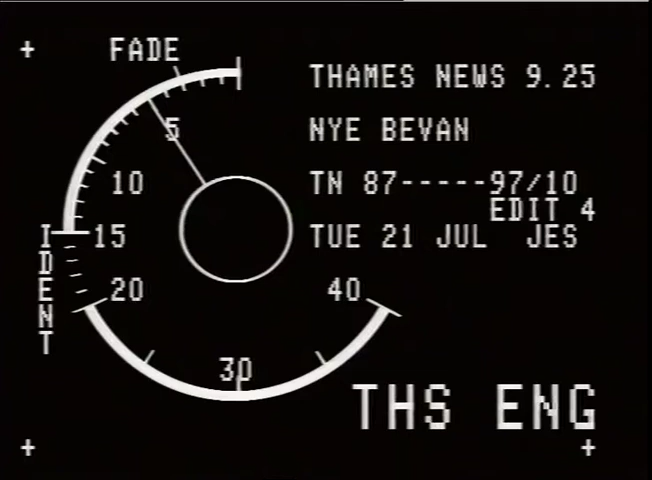 FADE
THAMES NEWS 9.25
5
NYE BEVAN
10
TN 87-----97/10
EDIT 4
IDENT
15
TUE 21 JUL JES
20
40
30
THS ENG